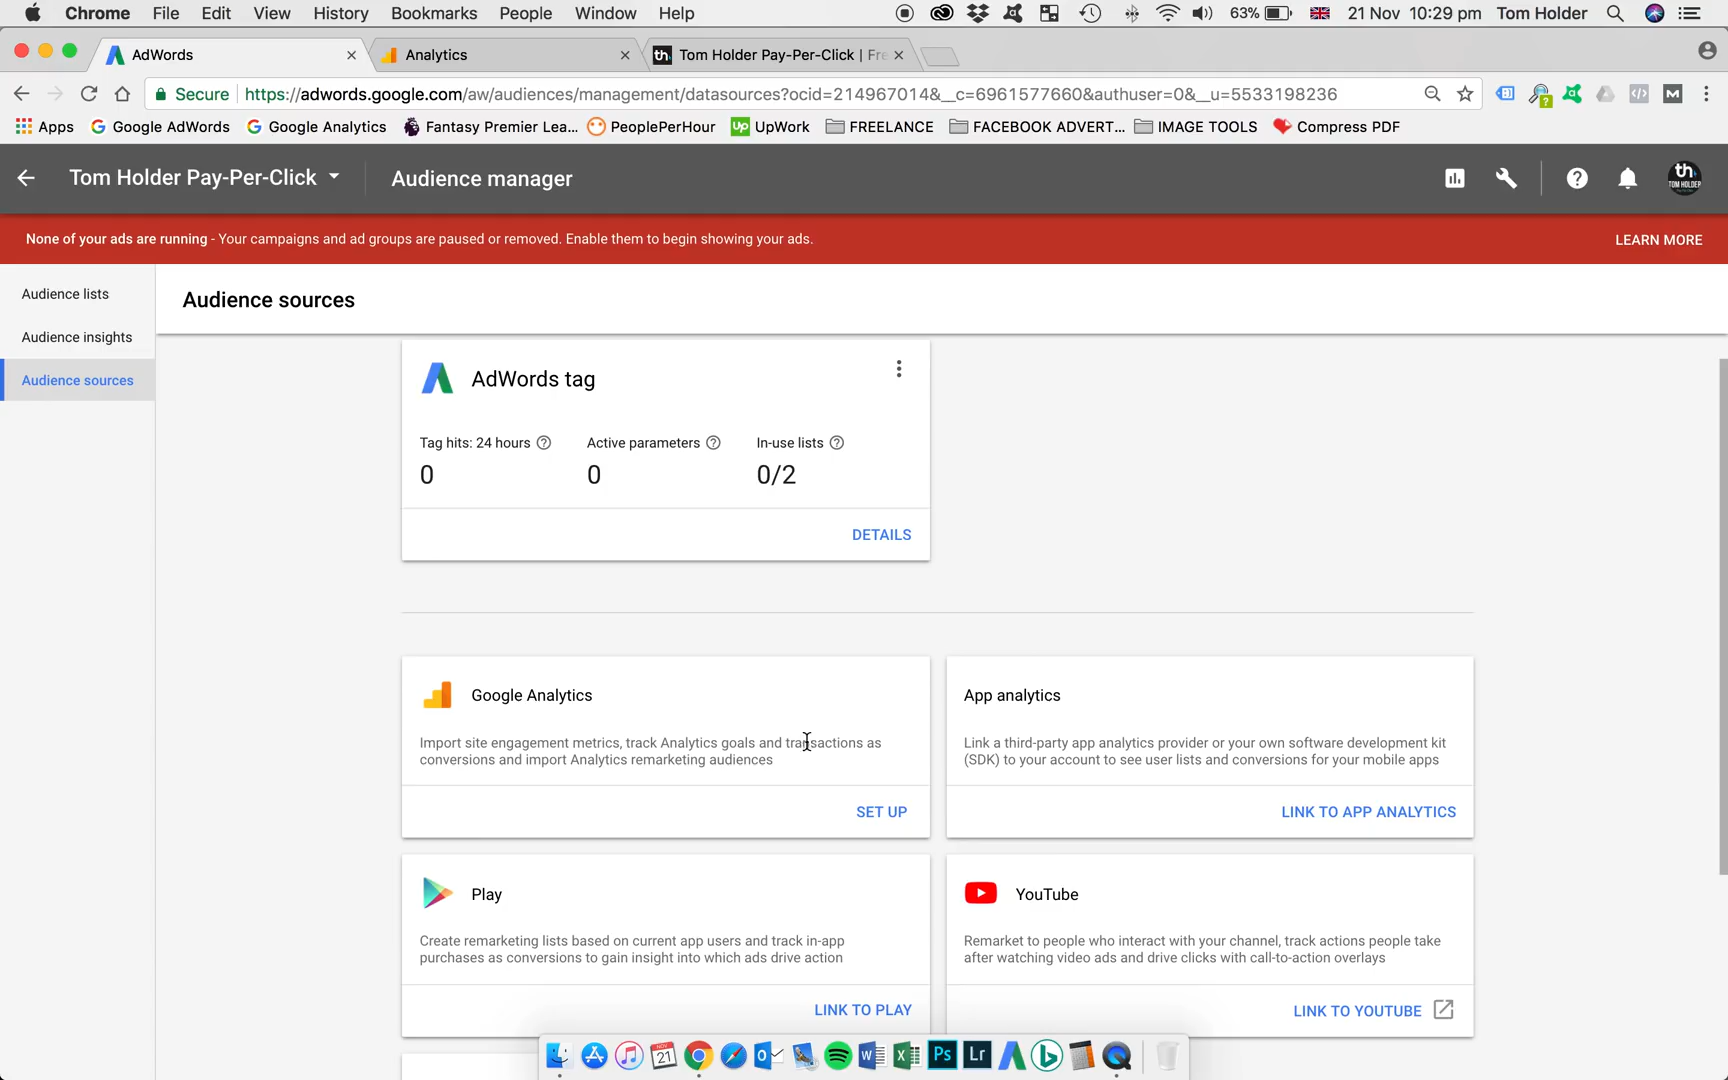 Chrome File Edit View History Bookmarks People Window Help 63% 21 Nov 10:29 pm Tom Holder
AdWords Analytics th. Tom Holder Pay-Per-Click | Fre
Secure https://adwords.google.com/aw/audiences/management/datasources?ocid=214967014&__c=6961577660&authuser=0&__u=5533198236
Apps Google AdWords Google Analytics Fantasy Premier Lea... PeoplePerHour Up UpWork FREELANCE FACEBOOK ADVERT... IMAGE TOOLS Compress PDF
Tom Holder Pay-Per-Click Audience manager th TOM HOLDER
None of your ads are running - Your campaigns and ad groups are paused or removed. Enable them to begin showing your ads. LEARN MORE
Audience lists
Audience insights
Audience sources
Audience sources
AdWords tag
Tag hits: 24 hours Active parameters In-use lists
0 0 0/2
DETAILS
Google Analytics
Import site engagement metrics, track Analytics goals and transactions as
conversions and import Analytics remarketing audiences
SET UP
App analytics
Link a third-party app analytics provider or your own software development kit
(SDK) to your account to see user lists and conversions for your mobile apps
LINK TO APP ANALYTICS
Play
Create remarketing lists based on current app users and track in-app
purchases as conversions to gain insight into which ads drive action
LINK TO PLAY
YouTube
Remarket to people who interact with your channel, track actions people take
after watching video ads and drive clicks with call-to-action overlays
LINK TO YOUTUBE
NOV
21
Ps Lr